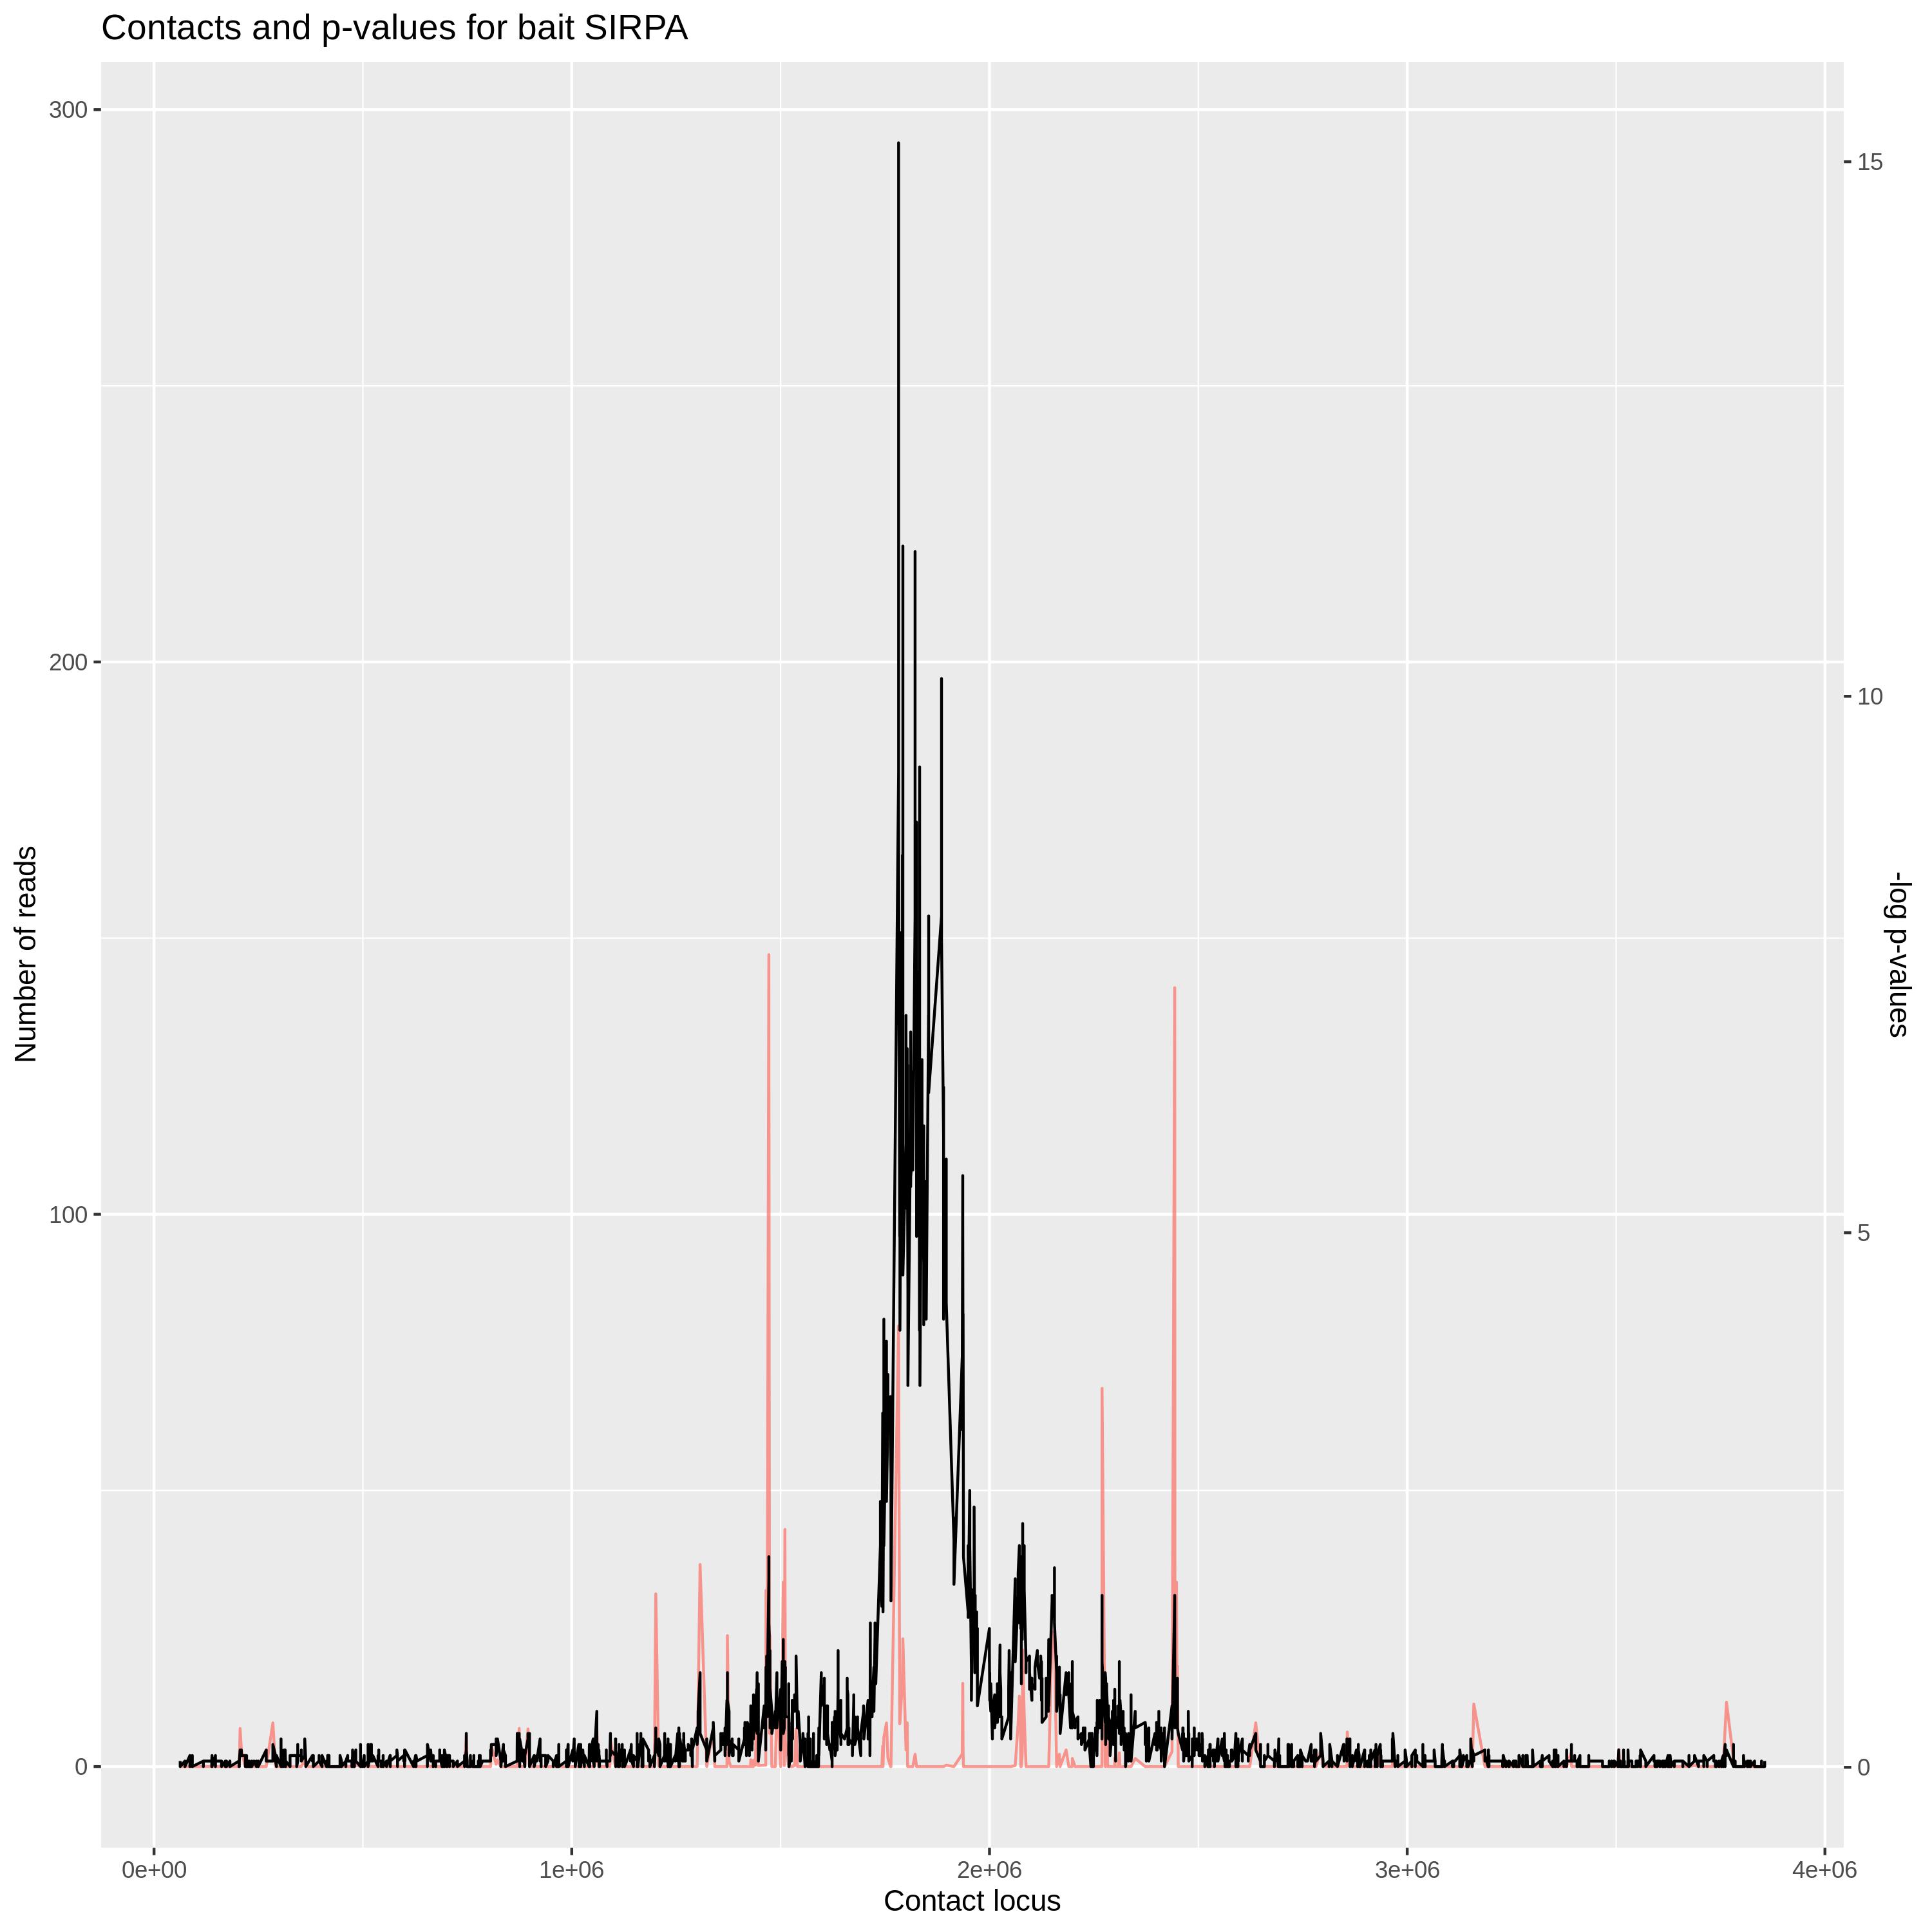 Contacts and p-values for bait SIRPA
300
200
100
0
Number of reads
15
10
5
0
-log p-values
0e+00
1e+06
2e+06
3e+06
4e+06
Contact locus